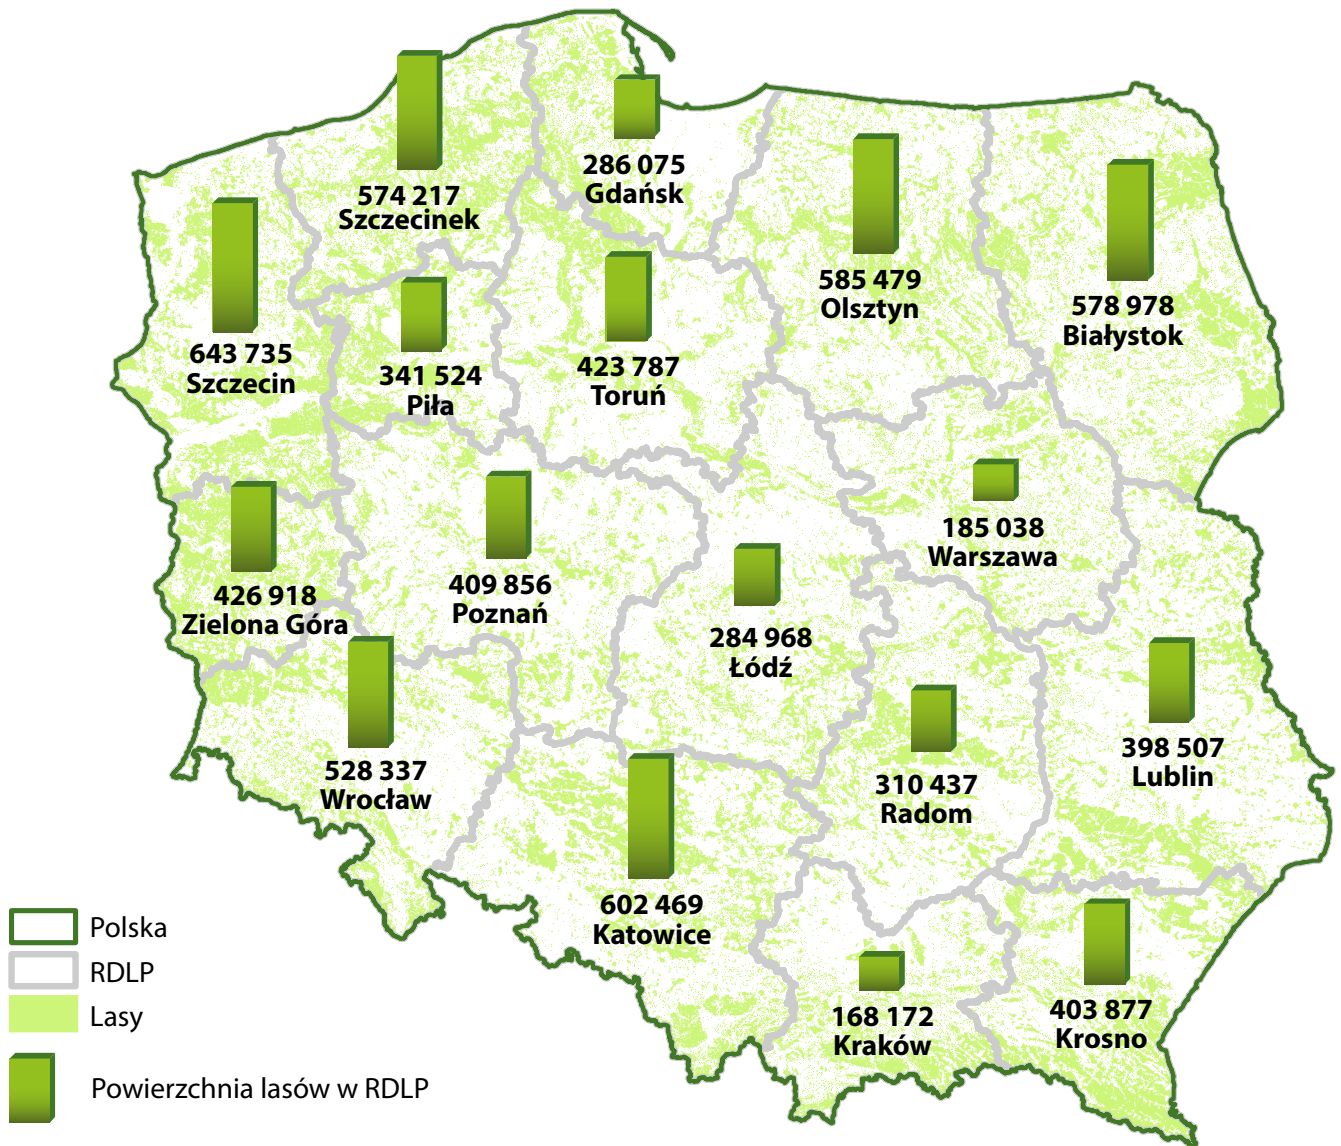 574 217
Szczecinek
286 075
Gdańsk
585 479
Olsztyn
578 978
Białystok
643 735
Szczecin
341 524
Piła
423 787
Toruń
185 038
Warszawa
426 918
Zielona Góra
409 856
Poznań
284 968
Łódź
528 337
Wrocław
310 437
Radom
398 507
Lublin
602 469
Katowice
168 172
Kraków
403 877
Krosno
Polska
RDLP
Lasy
Powierzchnia lasów w RDLP